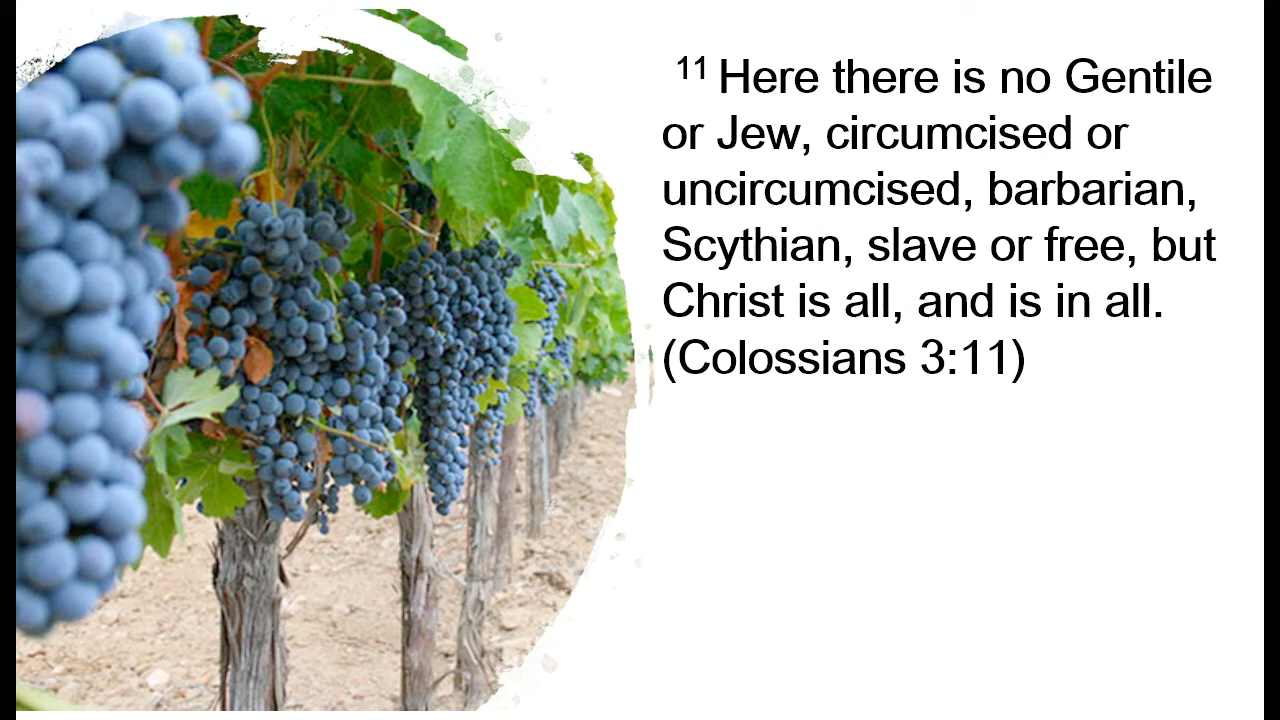 11 Here there is no Gentile
or Jew, circumcised or
uncircumcised, barbarian,
Scythian, slave or free, but
Christ is all, and is in all.
(Colossians 3:11)